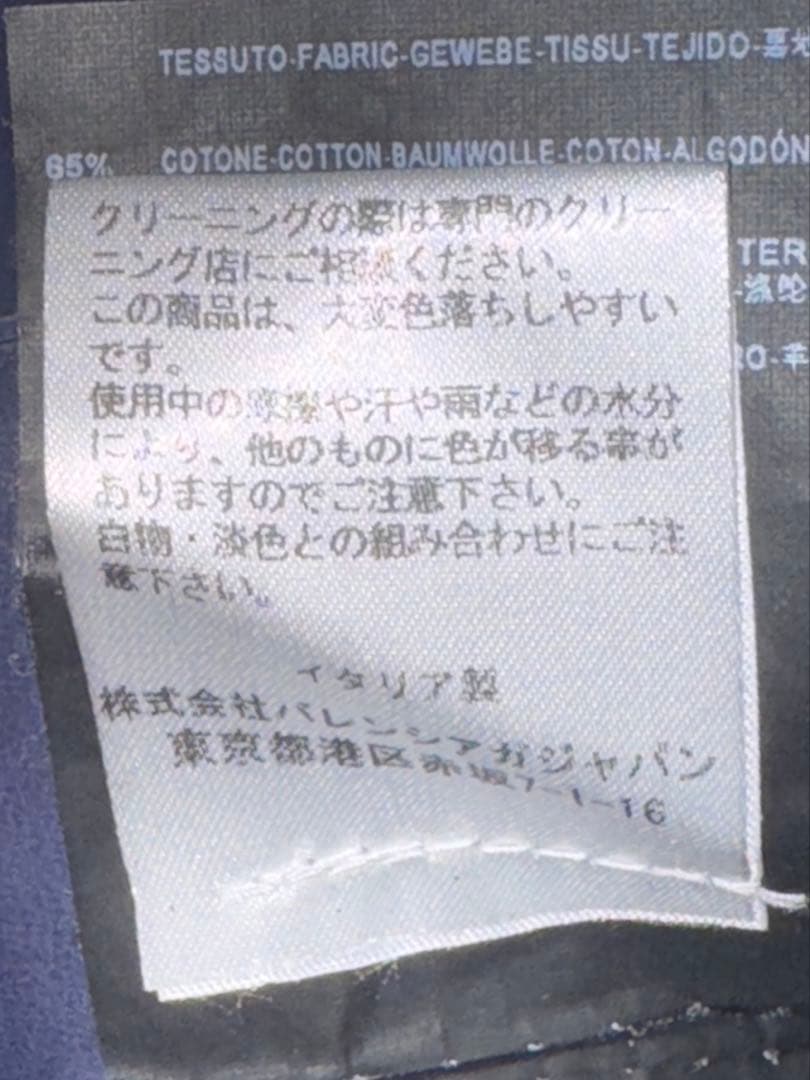 TESSUTO-FABRIC-GEWEBE-TISSU-TEJIDO-
65% COTONE-COTTON-BAUMWOLLE-COTON-ALGODÓN
クリーニングの際は専門のクリー
ニング店にご相談ください。
TER
この商品は、大変色落ちしやすい
です。
RO-羊
使用中の摩擦や汗や雨などの水分
により、他のものに色が移る事が
ありますのでご注意下さい。
白物・淡色との組み合わせにご注
意下さい。
イタリア製
株式会社バレンシアガジャパン
東京都港区赤坂7-1-16